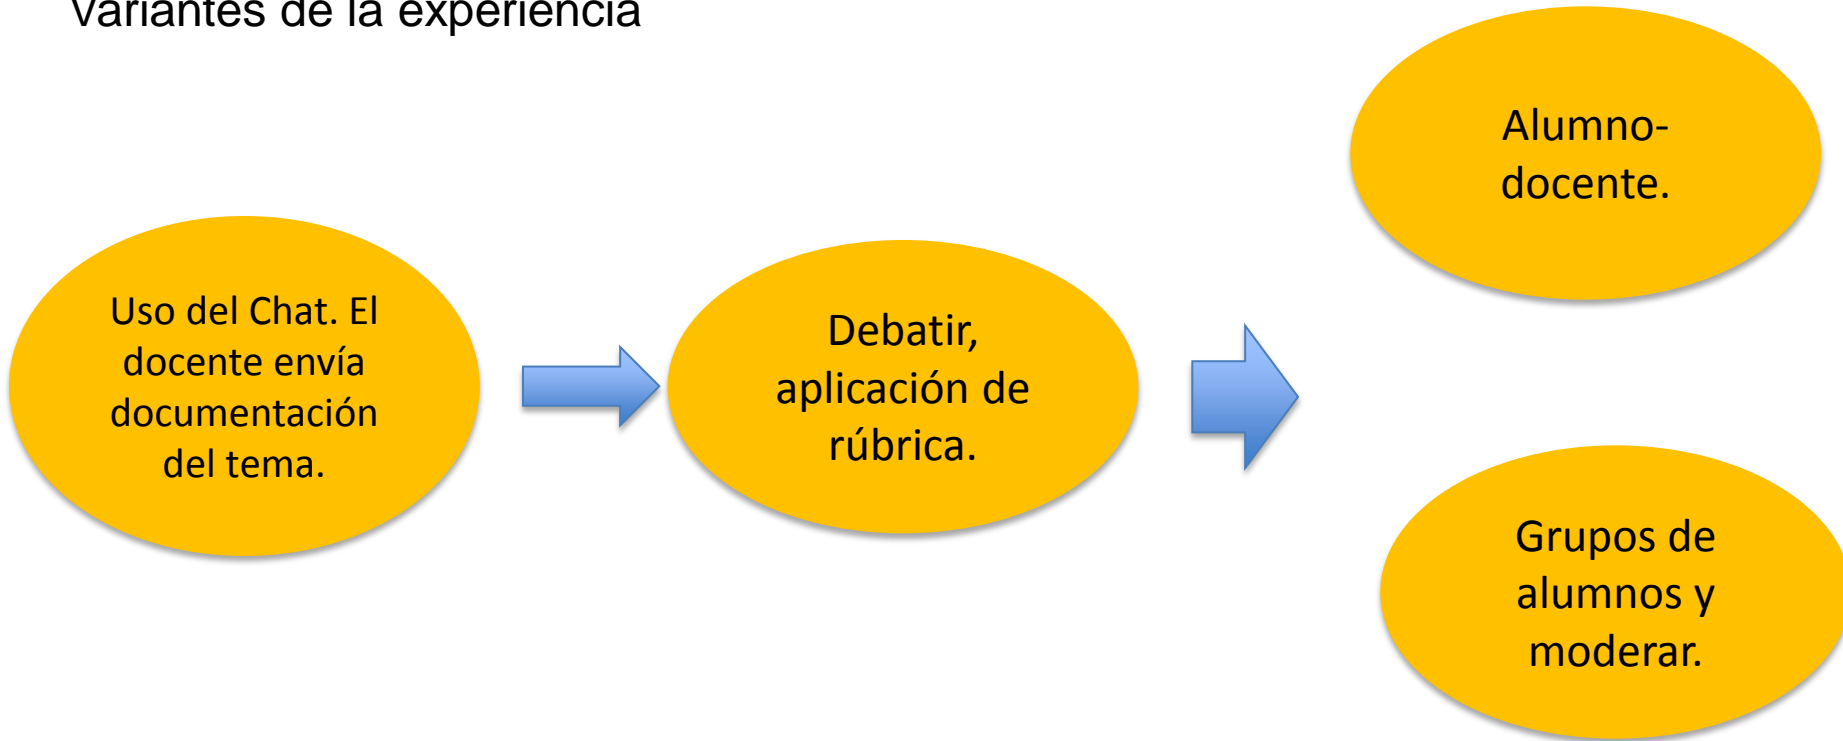 Variantes de la experiencia
Uso del Chat. El
docente envía
documentación
del tema.
Debatir,
aplicación de
rúbrica.
Alumno-
docente.
Grupos de
alumnos y
moderar.